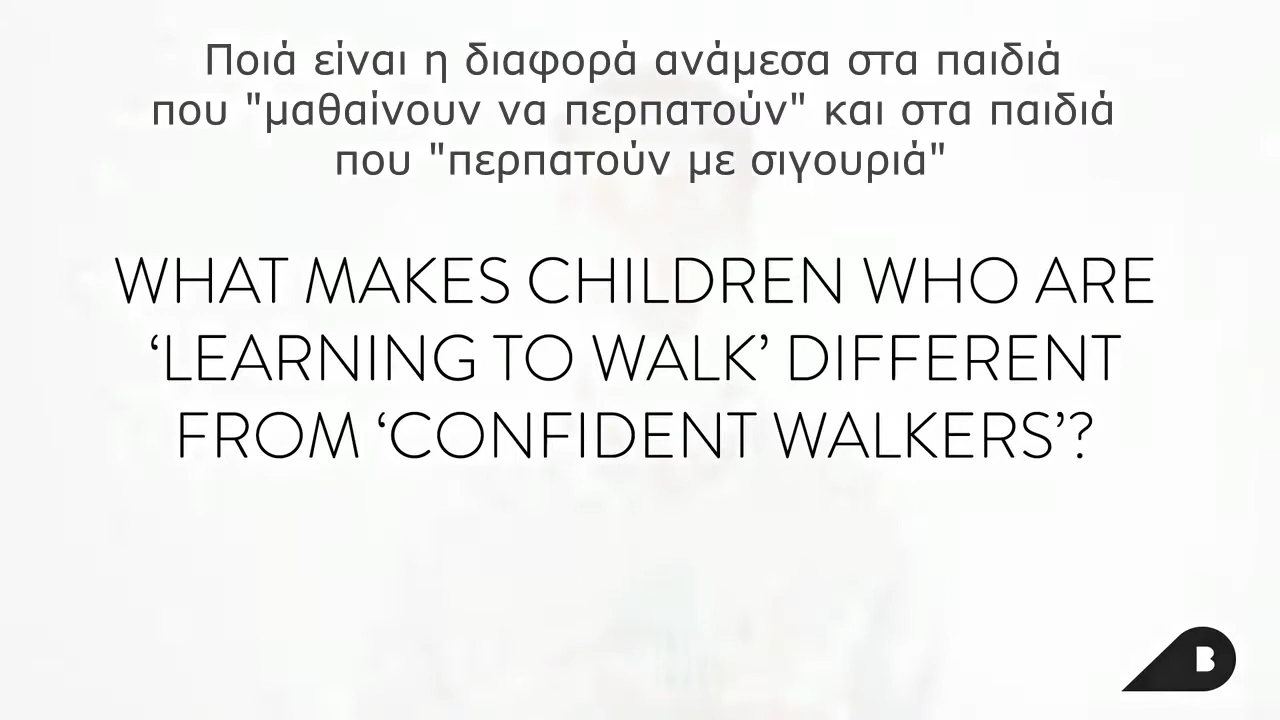 Ποιά είναι η διαφορά ανάμεσα στα παιδιά
που "μαθαίνουν να περπατούν" και στα παιδιά
που "περπατούν με σιγουριά"
WHAT MAKES CHILDREN WHO ARE
‘LEARNING TO WALK’ DIFFERENT
FROM ‘CONFIDENT WALKERS’?
B